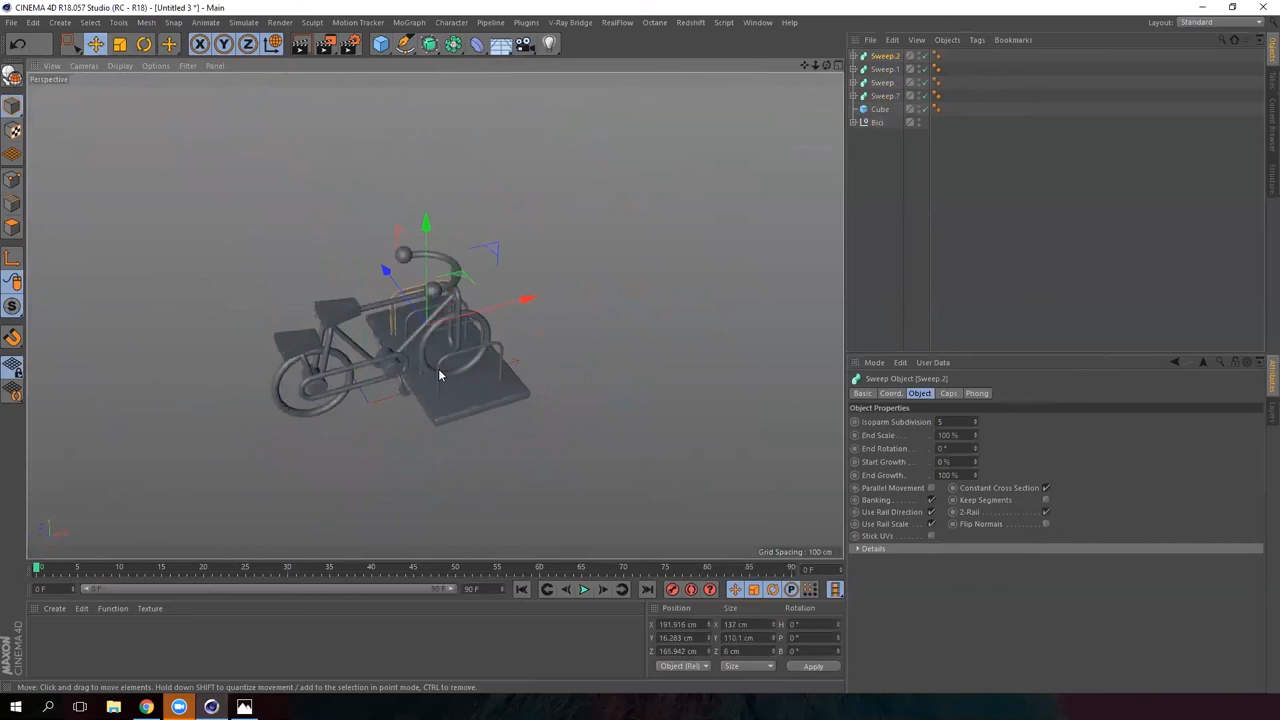 CINEMA 4D R18.057 Studio (RC - R18) - [Untitled 3 *] - Main
File Edit Create Select Tools Mesh Snap Animate Simulate Render Sculpt Motion Tracker MoGraph Character Pipeline Plugins V-Ray Bridge RealFlow Octane Redshift Script Window Help
Layout: Standard
File Edit View Objects Tags Bookmarks
View Cameras Display Options Filter Panel
Perspective
Sweep.2
Sweep.1
Sweep
Sweep.?
Cube
Bici
Objects
Takes
Content Browser
Structure
Mode Edit User Data
Sweep Object [Sweep.2]
Basic Coord. Object Caps Phong
Object Properties
Isoparm Subdivision 5
End Scale 100 %
End Rotation 0 °
Start Growth 0 %
End Growth 100 %
Parallel Movement Constant Cross Section
Banking Keep Segments
Use Rail Direction 2-Rail
Use Rail Scale Flip Normals
Stick UVs
Details
Attributes
Layers
Grid Spacing : 100 cm
0 5 10 15 20 25 30 35 40 45 50 55 60 65 70 75 80 85 90 0 F
0 F 0 F 90 F 90 F
Create Edit Function Texture
Position Size Rotation
X 191.916 cm X 137 cm H 0 °
Y 16.283 cm Y 110.1 cm P 0 °
Z 165.942 cm Z 6 cm B 0 °
Object (Rel) Size Apply
MAXON CINEMA 4D
Move: Click and drag to move elements. Hold down SHIFT to quantize movement / add to the selection in point mode, CTRL to remove.